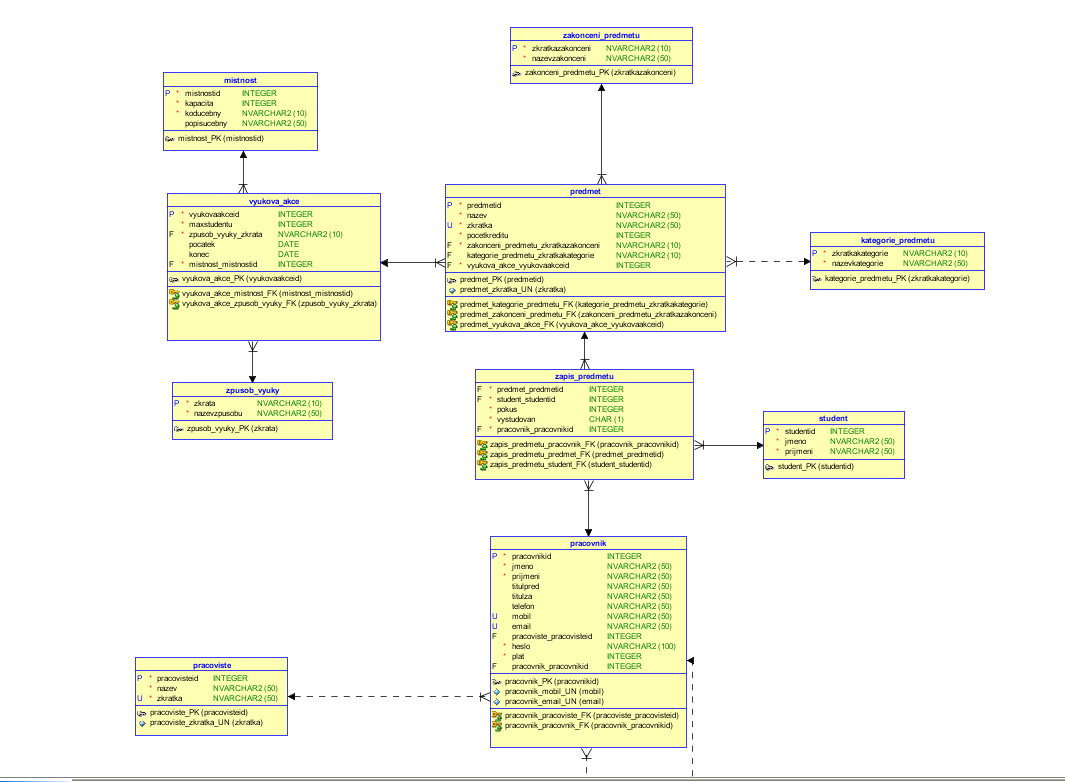 zakonceni_predmetu
P * zkratkazakonceni NVARCHAR2 (10)
* nazevzakonceni NVARCHAR2 (50)
zakonceni_predmetu_PK (zkratkazakonceni)
mistnost
P * mistnostid INTEGER
* kapacita INTEGER
* koducebny NVARCHAR2 (10)
popisucebny NVARCHAR2 (50)
mistnost_PK (mistnostid)
vyukova_akce
P * vyukovaakceid INTEGER
* maxstudentu INTEGER
F * zpusob_vyuky_zkrata NVARCHAR2 (10)
pocatek DATE
konec DATE
F * mistnost_mistnostid INTEGER
vyukova_akce_PK (vyukovaakceid)
vyukova_akce_mistnost_FK (mistnost_mistnostid)
vyukova_akce_zpusob_vyuky_FK (zpusob_vyuky_zkrata)
predmet
P * predmetid INTEGER
* nazev NVARCHAR2 (50)
U * zkratka NVARCHAR2 (50)
* pocetkreditu INTEGER
F * zakonceni_predmetu_zkratkazakonceni NVARCHAR2 (10)
F kategorie_predmetu_zkratkakategorie NVARCHAR2 (10)
F * vyukova_akce_vyukovaakceid INTEGER
predmet_PK (predmetid)
predmet_zkratka_UN (zkratka)
predmet_kategorie_predmetu_FK (kategorie_predmetu_zkratkakategorie)
predmet_zakonceni_predmetu_FK (zakonceni_predmetu_zkratkazakonceni)
predmet_vyukova_akce_FK (vyukova_akce_vyukovaakceid)
kategorie_predmetu
P * zkratkakategorie NVARCHAR2 (10)
* nazevkategorie NVARCHAR2 (50)
kategorie_predmetu_PK (zkratkakategorie)
zpusob_vyuky
P * zkrata NVARCHAR2 (10)
* nazevzpusobu NVARCHAR2 (50)
zpusob_vyuky_PK (zkrata)
zapis_predmetu
F * predmet_predmetid INTEGER
F * student_studentid INTEGER
* pokus INTEGER
* vystudovan CHAR (1)
F * pracovnik_pracovnikid INTEGER
zapis_predmetu_pracovnik_FK (pracovnik_pracovnikid)
zapis_predmetu_predmet_FK (predmet_predmetid)
zapis_predmetu_student_FK (student_studentid)
student
P * studentid INTEGER
* jmeno NVARCHAR2 (50)
* prijmeni NVARCHAR2 (50)
student_PK (studentid)
pracovnik
P * pracovnikid INTEGER
* jmeno NVARCHAR2 (50)
* prijmeni NVARCHAR2 (50)
titulpred NVARCHAR2 (50)
titulza NVARCHAR2 (50)
telefon NVARCHAR2 (50)
U mobil NVARCHAR2 (50)
U email NVARCHAR2 (50)
F pracoviste_pracovisteid INTEGER
* heslo NVARCHAR2 (100)
* plat INTEGER
F pracovnik_pracovnikid INTEGER
pracovnik_PK (pracovnikid)
pracovnik_mobil_UN (mobil)
pracovnik_email_UN (email)
pracovnik_pracoviste_FK (pracoviste_pracovisteid)
pracovnik_pracovnik_FK (pracovnik_pracovnikid)
pracoviste
P * pracovisteid INTEGER
* nazev NVARCHAR2 (50)
U * zkratka NVARCHAR2 (50)
pracoviste_PK (pracovisteid)
pracoviste_zkratka_UN (zkratka)